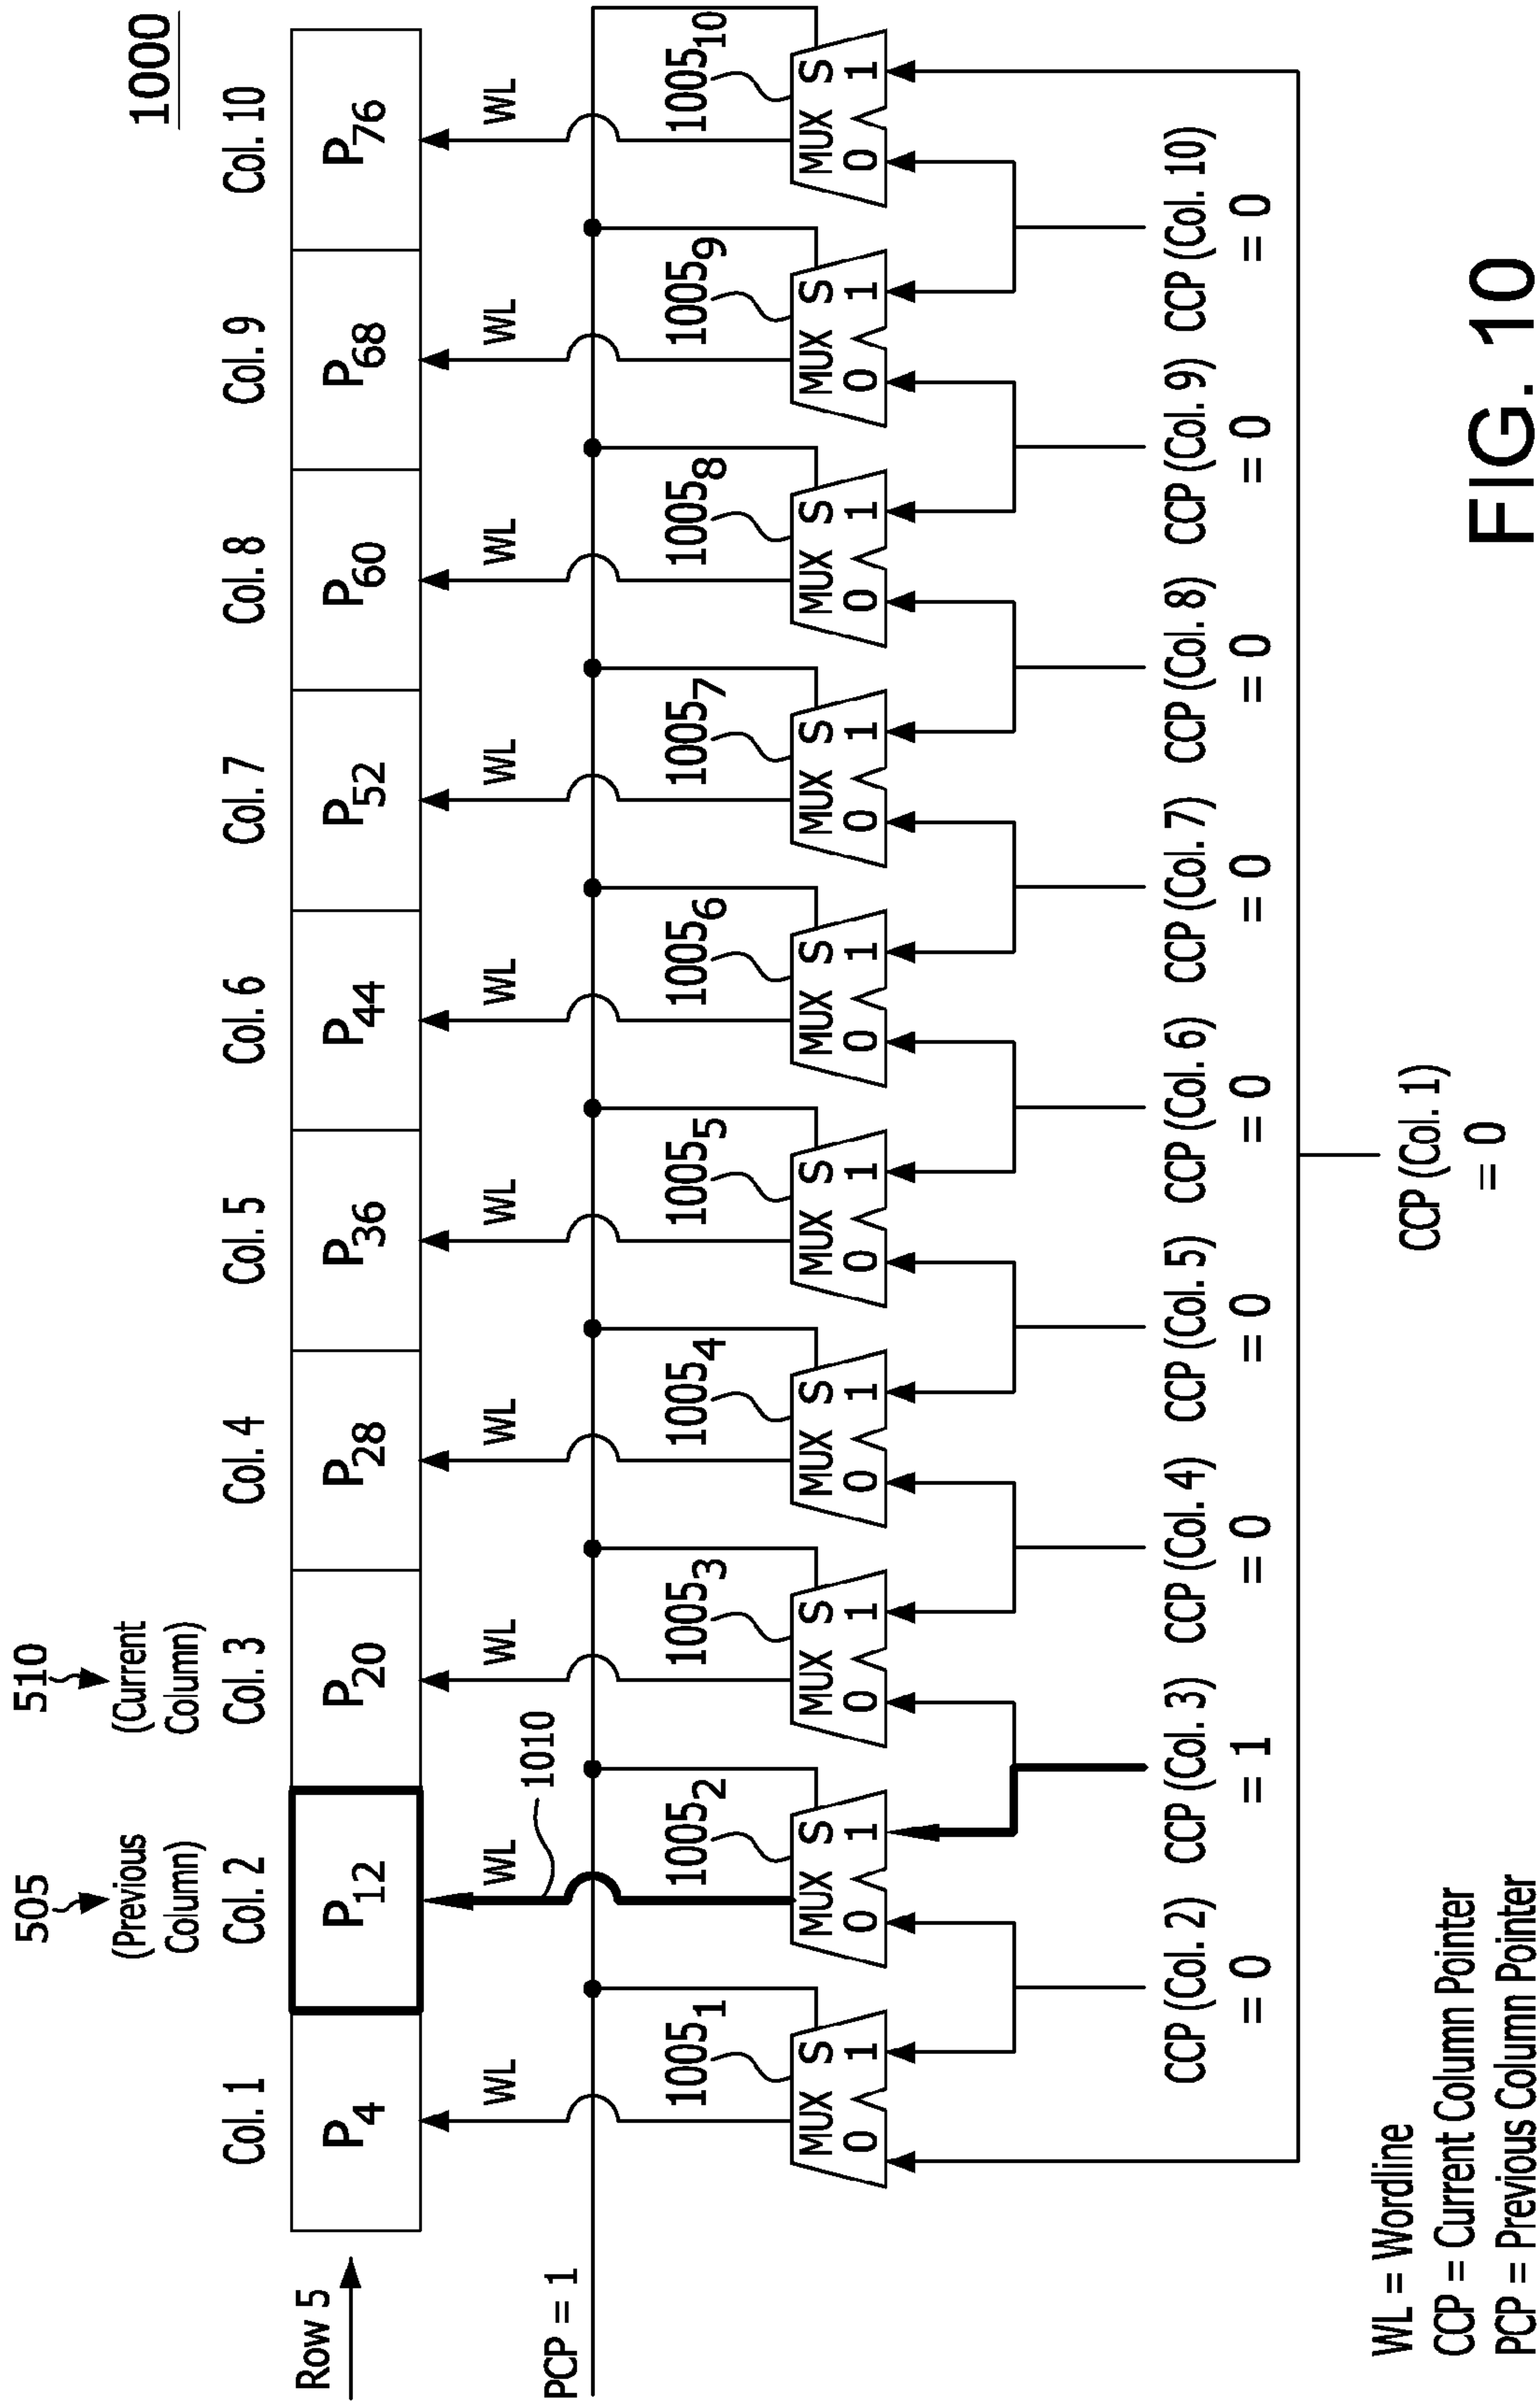 1000
505 510
(Previous Column) (Current Column)
Col. 1 Col. 2 Col. 3 Col. 4 Col. 5 Col. 6 Col. 7 Col. 8 Col. 9 Col. 10
Row 5 P4 P12 P20 P28 P36 P44 P52 P60 P68 P76
WL WL WL WL WL WL WL WL WL WL
1010
PCP = 1
1005₁ 1005₂ 1005₃ 1005₄ 1005₅ 1005₆ 1005₇ 1005₈ 1005₉ 1005₁₀
MUX S MUX S MUX S MUX S MUX S MUX S MUX S MUX S MUX S MUX S
0 1 0 1 0 1 0 1 0 1 0 1 0 1 0 1 0 1 0 1
CCP (Col. 2) CCP (Col. 3) CCP (Col. 4) CCP (Col. 5) CCP (Col. 6) CCP (Col. 7) CCP (Col. 8) CCP (Col. 9) CCP (Col. 10)
= 0 = 1 = 0 = 0 = 0 = 0 = 0 = 0 = 0
CCP (Col. 1)
= 0
WL = Wordline
CCP = Current Column Pointer
PCP = Previous Column Pointer
FIG. 10